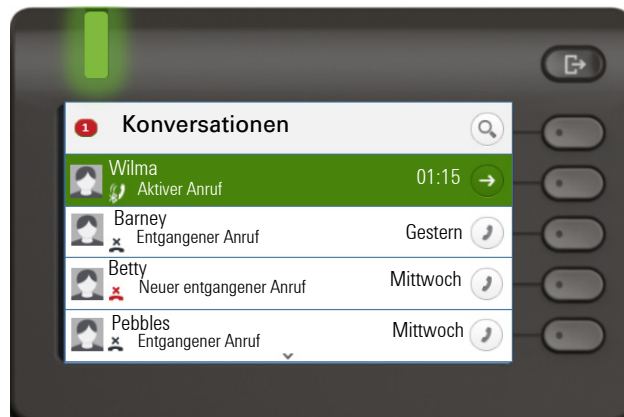 1 Konversationen
Wilma 01:15
Aktiver Anruf
Barney
Entgangener Anruf Gestern
Betty
Neuer entgangener Anruf Mittwoch
Pebbles
Entgangener Anruf Mittwoch